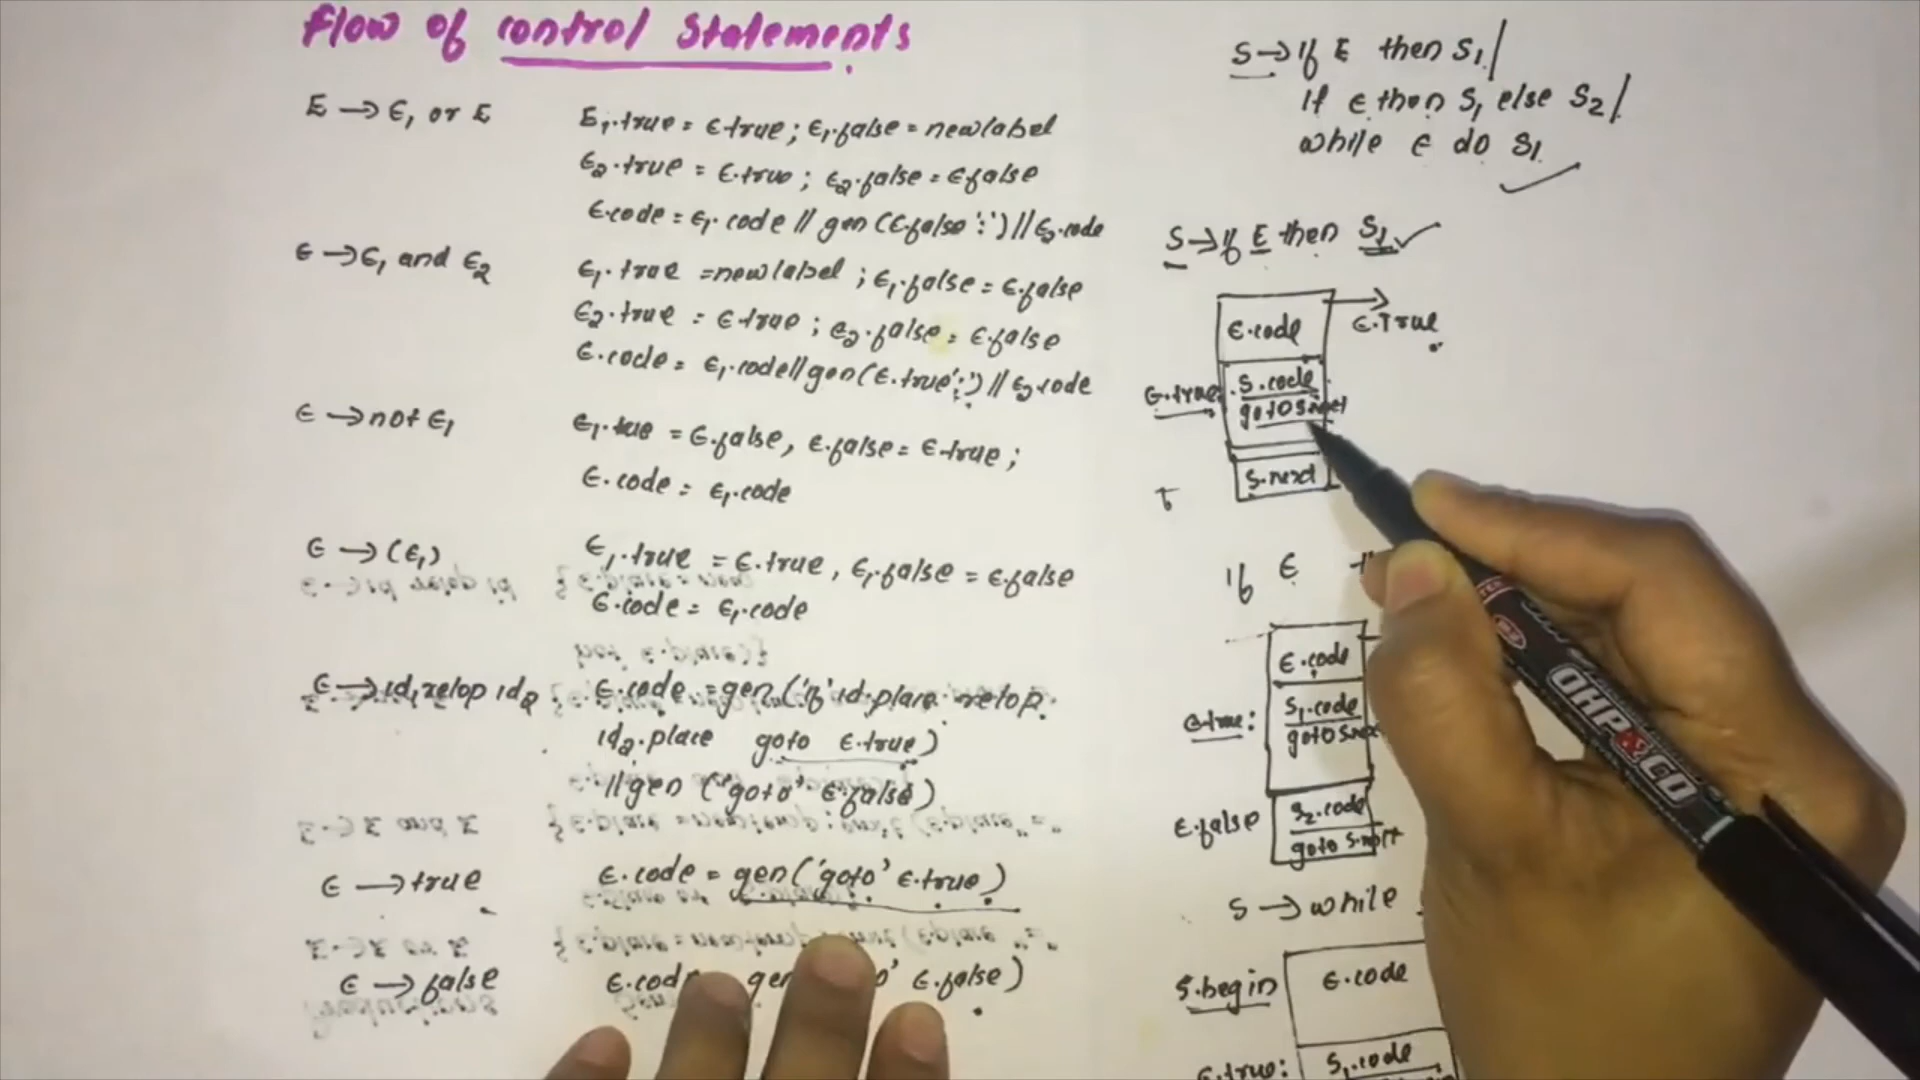 Flow of control Statements
E → E1 or E
E1.true = E.true; E1.false = newlabel
E2.true = E.true; E2.false = E.false
E.code = E1.code // gen(E.false ':') // E2.code
E → E1 and E2
E1.true = newlabel; E1.false = E.false
E2.true = E.true; E2.false = E.false
E.code = E1.code//gen(E.true':') // E2.code
E → not E1
E1.true = E.false, E.false = E.true;
E.code = E1.code
E → (E1)
E1.true = E.true, E1.false = E.false
E.code = E1.code
E → id1 relop id2
E.code = gen('if' id.place relop.
id2.place goto E.true)
//gen ('goto' E.false)
E → true
E.code = gen('goto' E.true)
E → false
E.code E.false)
S → If E then S1/
If E then S1 else S2/
while E do S1
S → If E then S1
E.code
E.True
E.true:
S.code
goto S.next
S.next
If E
E.code
E.true:
S1.code
goto S.next
E.false
S2.code
goto S.next
S → while
S.begin
E.code
E.true:
S1.code
OHP&CD